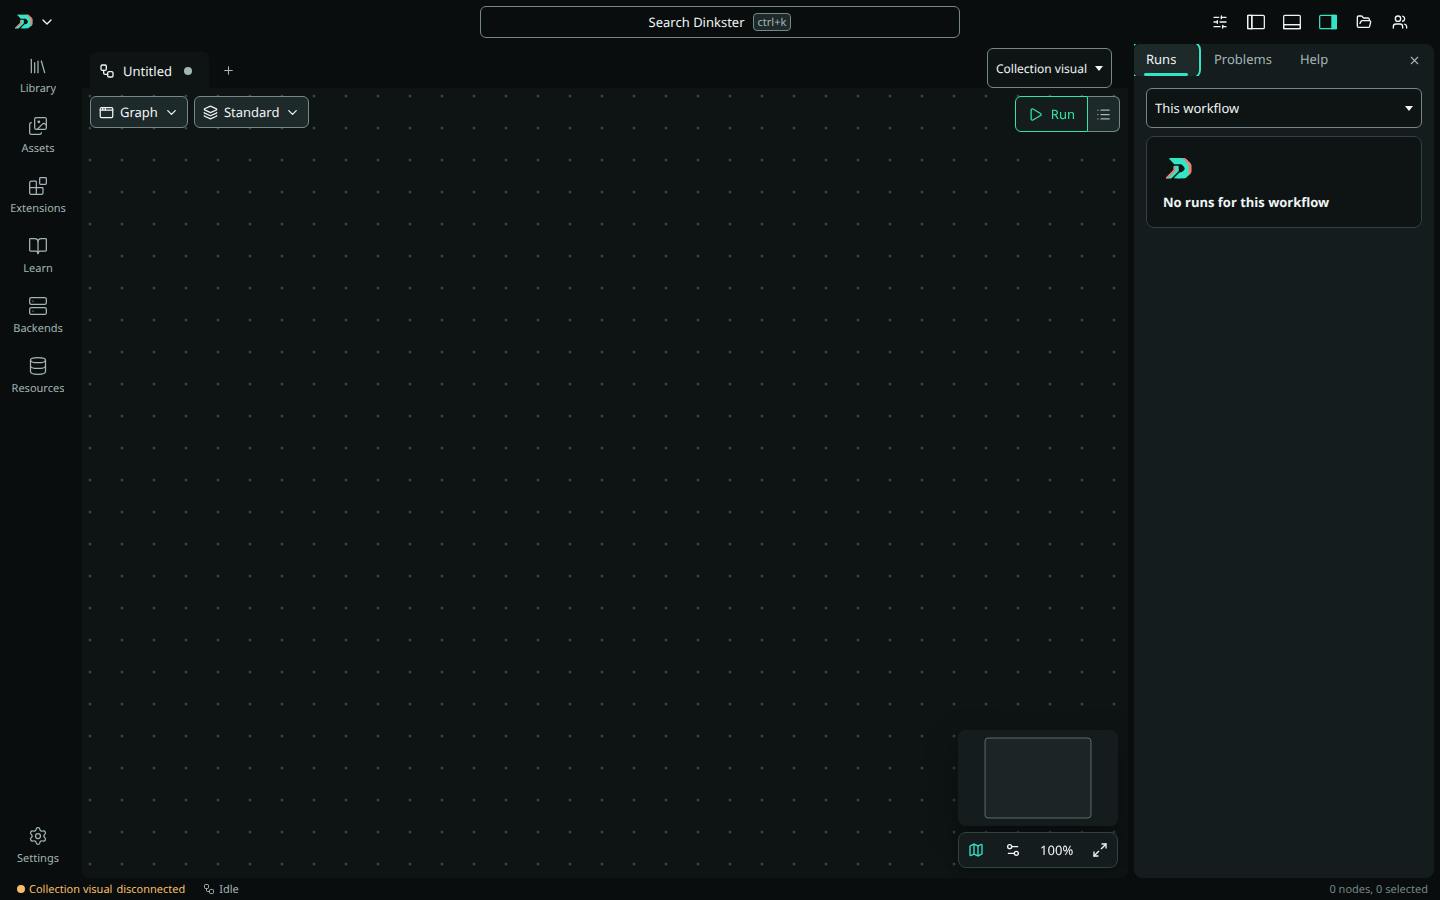 Search Dinkster ctrl+k
Library
Assets
Extensions
Learn
Backends
Resources
Settings
Untitled
Collection visual
Graph
Standard
Run
100%
Runs
Problems
Help
This workflow
No runs for this workflow
Collection visual disconnected
Idle
0 nodes, 0 selected